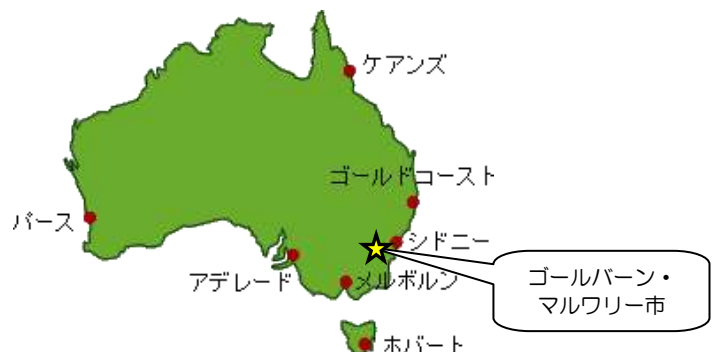 ケアンズ
ゴールドコースト
パース
シドニー
アデレード
メルボルン
ゴールバーン・
マルワリー市
ホバート